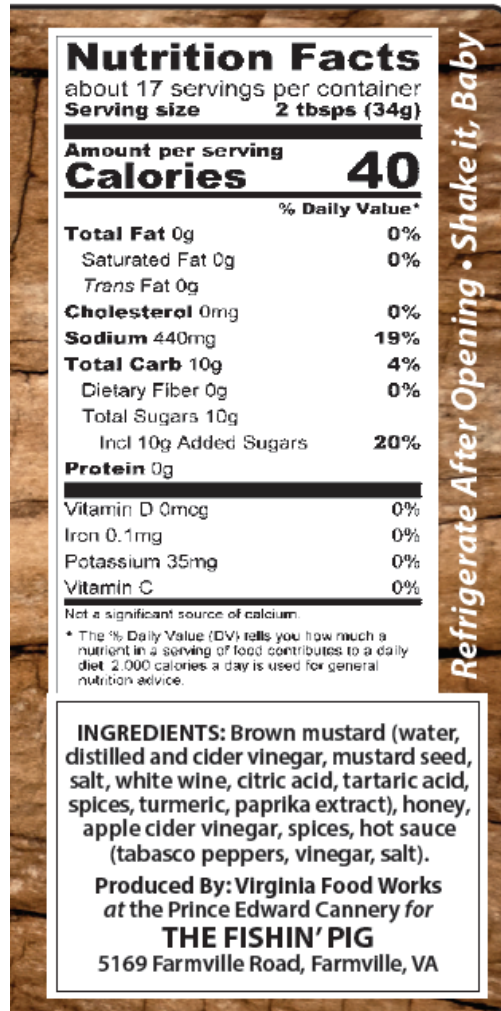 Nutrition Facts
about 17 servings per container
Serving size 2 tbsps (34g)
Amount per serving
Calories 40
% Daily Value*
Total Fat 0g 0%
Saturated Fat 0g 0%
Trans Fat 0g
Cholesterol 0mg 0%
Sodium 440mg 19%
Total Carb 10g 4%
Dietary Fiber 0g 0%
Total Sugars 10g
Incl 10g Added Sugars 20%
Protein 0g
Vitamin D 0mcg 0%
Iron 0.1mg 0%
Potassium 35mg 0%
Vitamin C 0%
Not a significant source of calcium.
* The % Daily Value (DV) tells you how much a
nutrient in a serving of food contributes to a daily
diet. 2,000 calories a day is used for general
nutrition advice.
Refrigerate After Opening • Shake it, Baby
INGREDIENTS: Brown mustard (water,
distilled and cider vinegar, mustard seed,
salt, white wine, citric acid, tartaric acid,
spices, turmeric, paprika extract), honey,
apple cider vinegar, spices, hot sauce
(tabasco peppers, vinegar, salt).
Produced By: Virginia Food Works
at the Prince Edward Cannery for
THE FISHIN' PIG
5169 Farmville Road, Farmville, VA